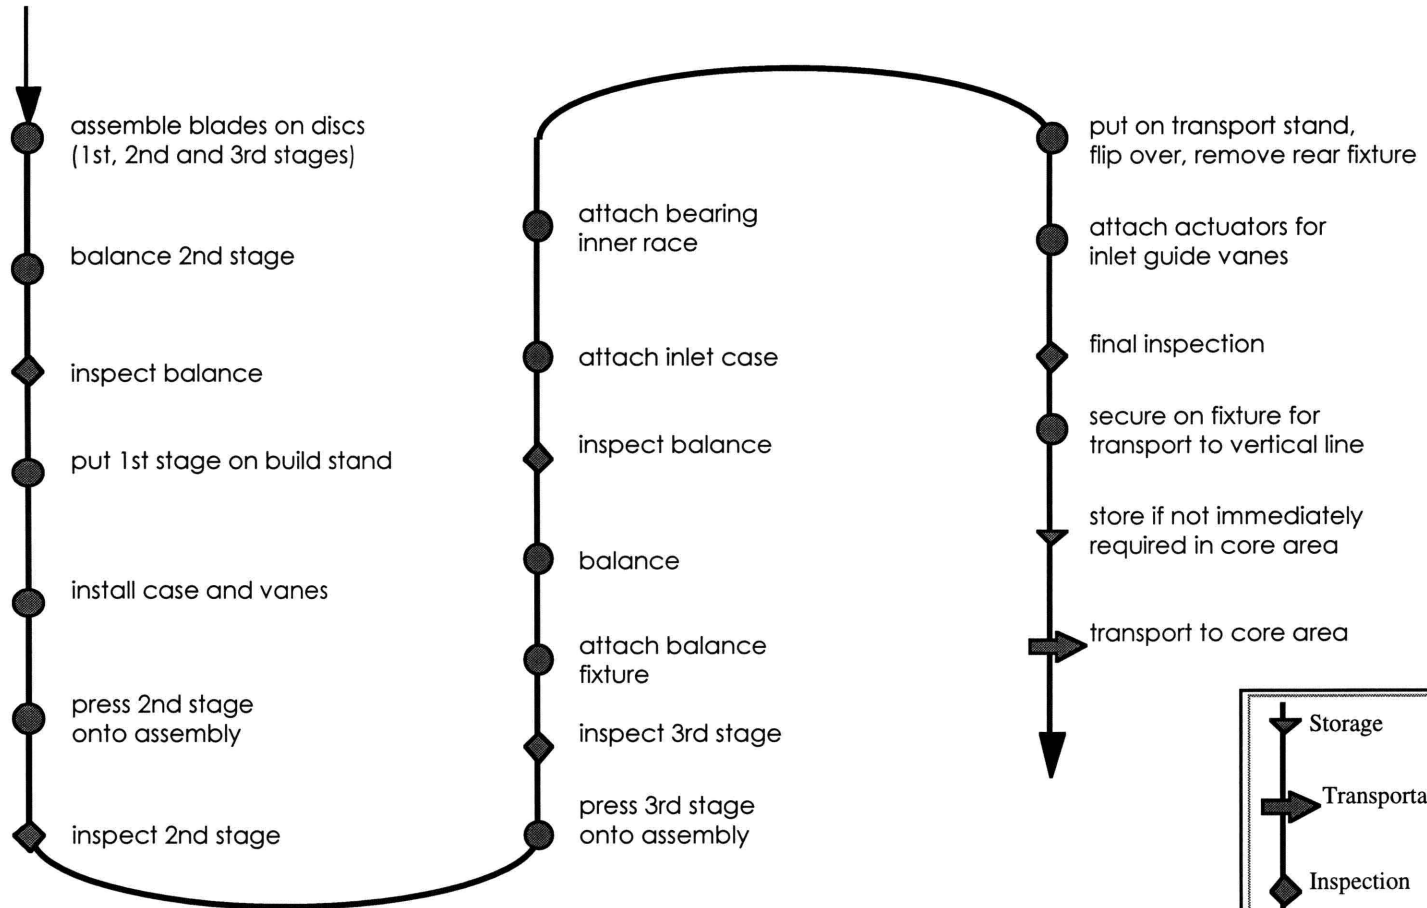 assemble blades on discs
(1st, 2nd and 3rd stages)
balance 2nd stage
inspect balance
put 1st stage on build stand
install case and vanes
press 2nd stage
onto assembly
inspect 2nd stage
attach bearing
inner race
attach inlet case
inspect balance
balance
attach balance
fixture
inspect 3rd stage
press 3rd stage
onto assembly
put on transport stand,
flip over, remove rear fixture
attach actuators for
inlet guide vanes
final inspection
secure on fixture for
transport to vertical line
store if not immediately
required in core area
transport to core area
Storage
Transporta
Inspection